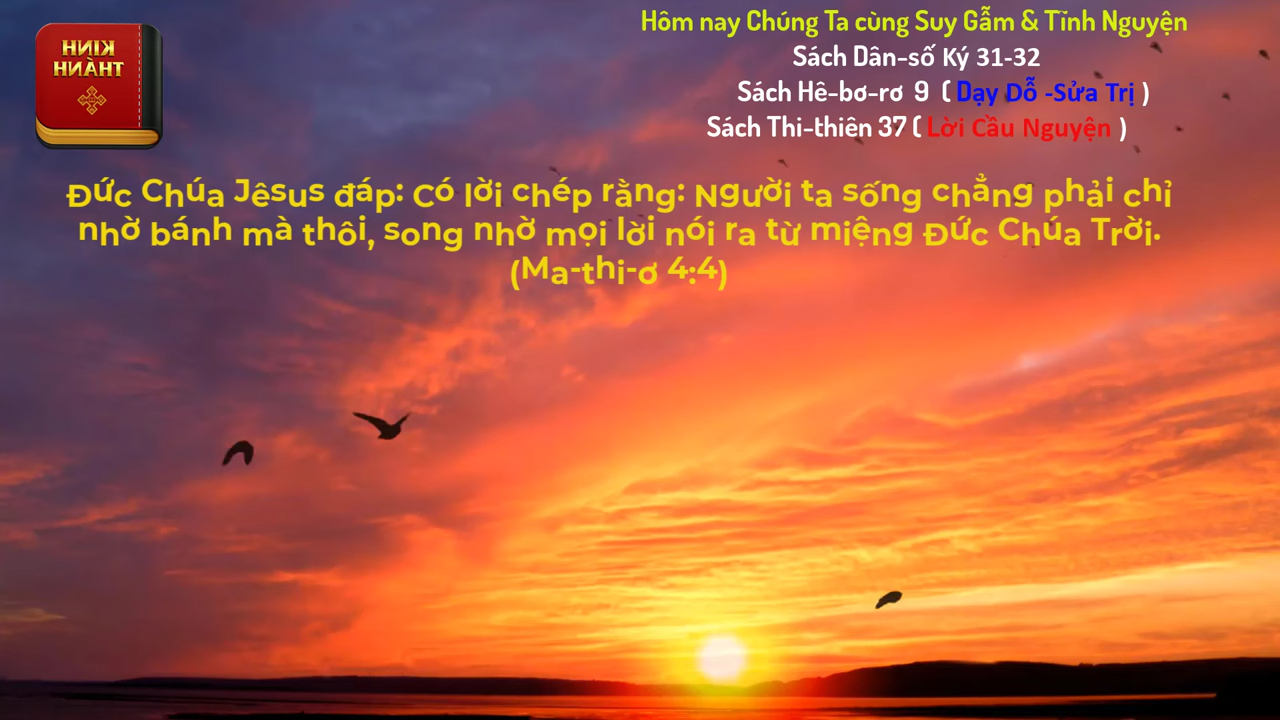 KINH
THÁNH
Hôm nay Chúng Ta cùng Suy Gẫm & Tĩnh Nguyện
Sách Dân-số Ký 31-32
Sách Hê-bơ-rơ 9 ( Dạy Dỗ -Sửa Trị )
Sách Thi-thiên 37 ( Lời Cầu Nguyện )
Đức Chúa Jêsus đáp: Có lời chép rằng: Người ta sống chẳng phải chỉ
nhờ bánh mà thôi, song nhờ mọi lời nói ra từ miệng Đức Chúa Trời.
(Ma-thi-ơ 4:4)